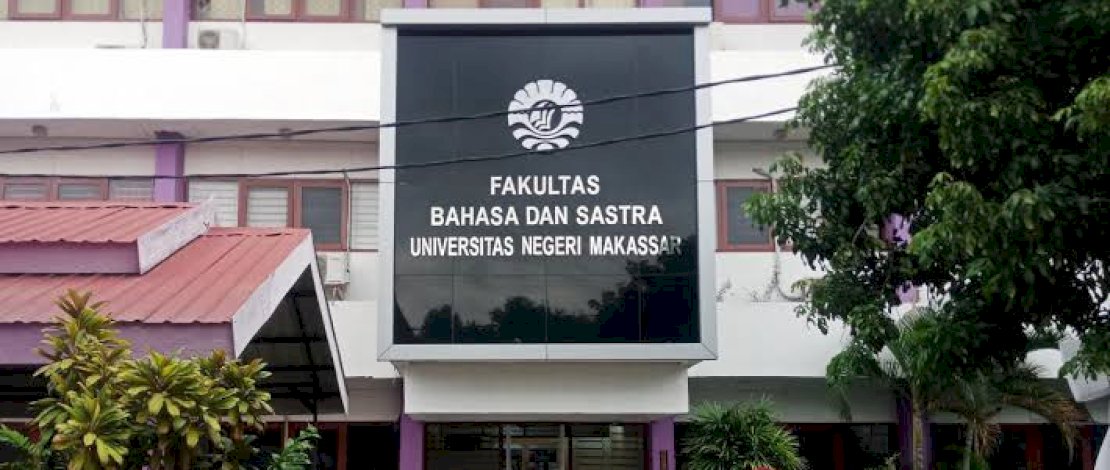 FAKULTAS
BAHASA DAN SASTRA
UNIVERSITAS NEGERI MAKASSAR